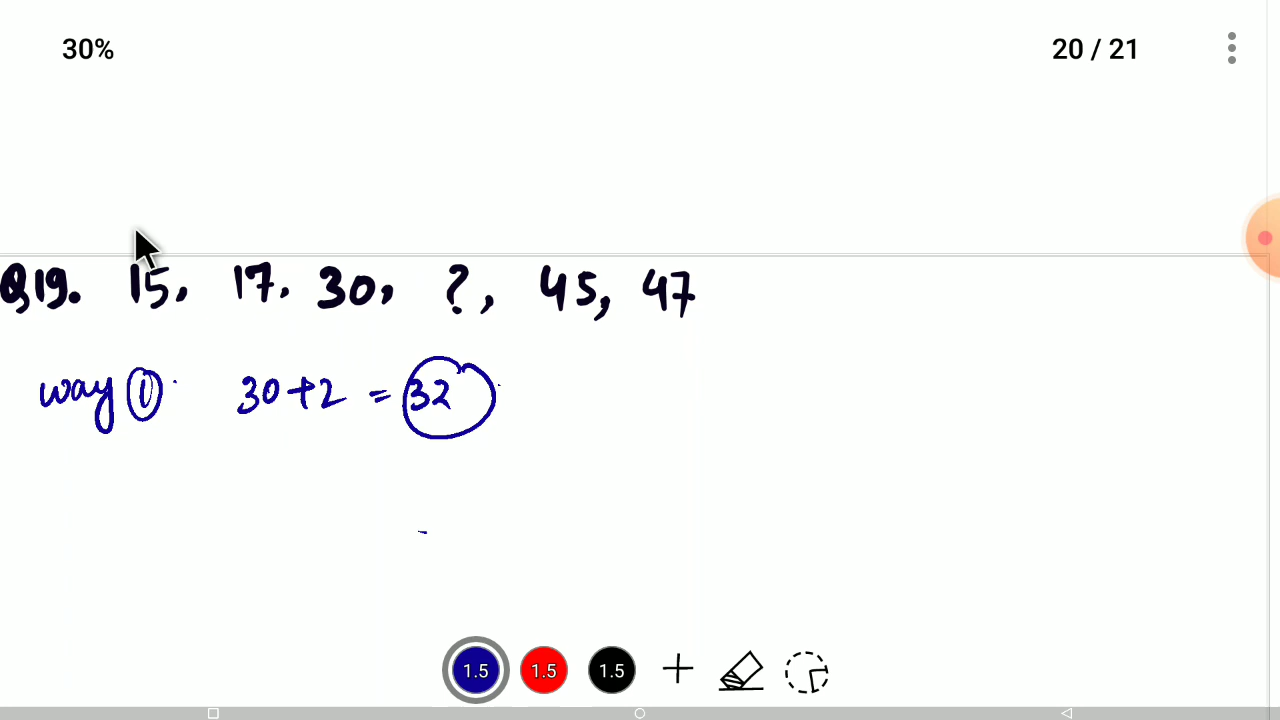 30% 20 / 21
Q19. 15, 17. 30, ?, 45, 47
way ①. 30+2 = 32
1.5 1.5 1.5